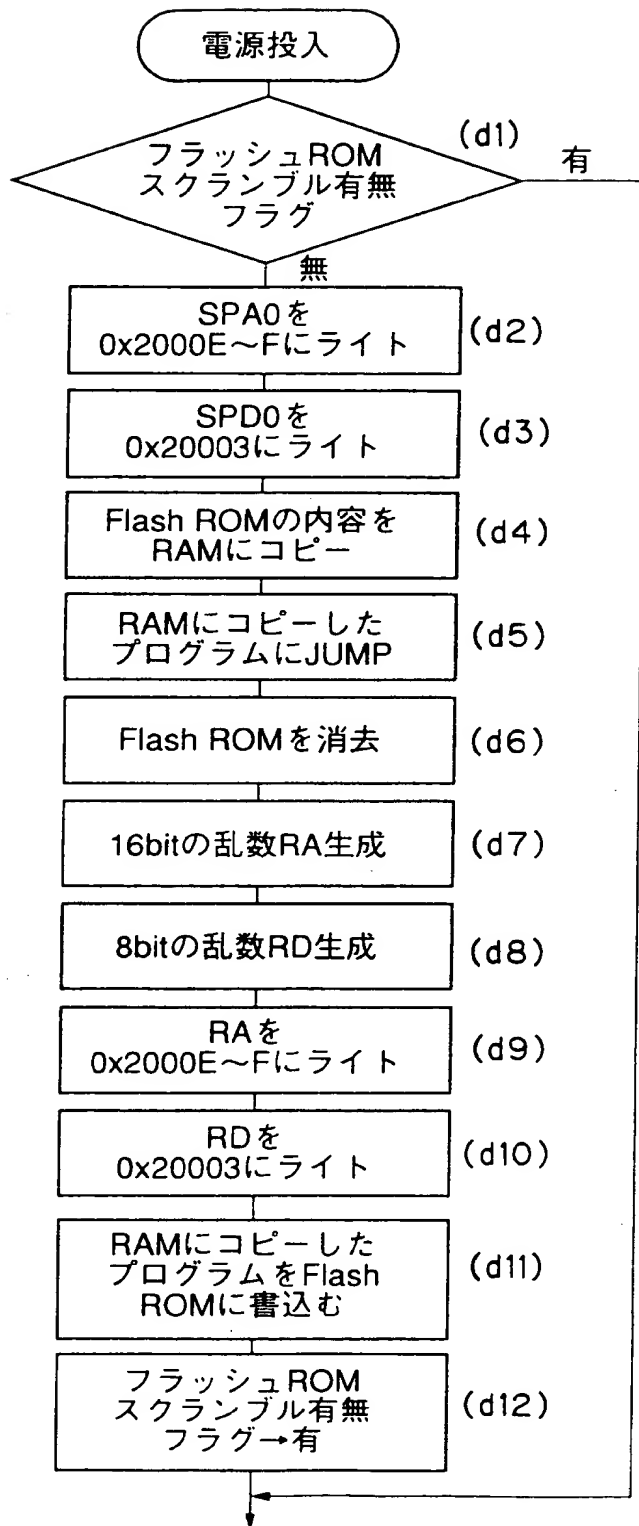 電源投入
(d1)
フラッシュROM
スクランブル有無
フラグ
有
無
SPA0を
0x2000E～Fにライト
(d2)
SPD0を
0x20003にライト
(d3)
Flash ROMの内容を
RAMにコピー
(d4)
RAMにコピーした
プログラムにJUMP
(d5)
Flash ROMを消去
(d6)
16bitの乱数RA生成
(d7)
8bitの乱数RD生成
(d8)
RAを
0x2000E～Fにライト
(d9)
RDを
0x20003にライト
(d10)
RAMにコピーした
プログラムをFlash
ROMに書込む
(d11)
フラッシュROM
スクランブル有無
フラグ→有
(d12)